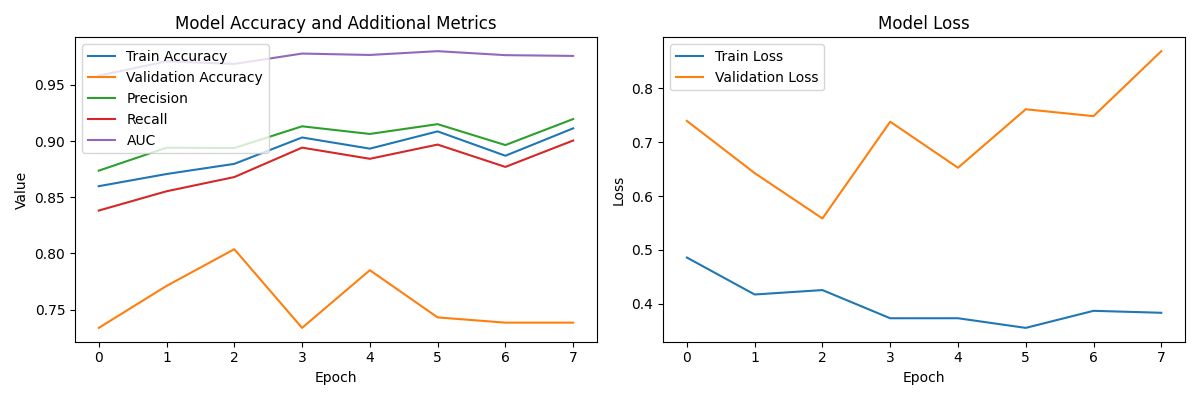 Model Accuracy and Additional Metrics
Train Accuracy
Validation Accuracy
Precision
Recall
AUC
Value
0.95
0.90
0.85
0.80
0.75
0 1 2 3 4 5 6 7
Epoch
Model Loss
Train Loss
Validation Loss
Loss
0.8
0.7
0.6
0.5
0.4
0 1 2 3 4 5 6 7
Epoch